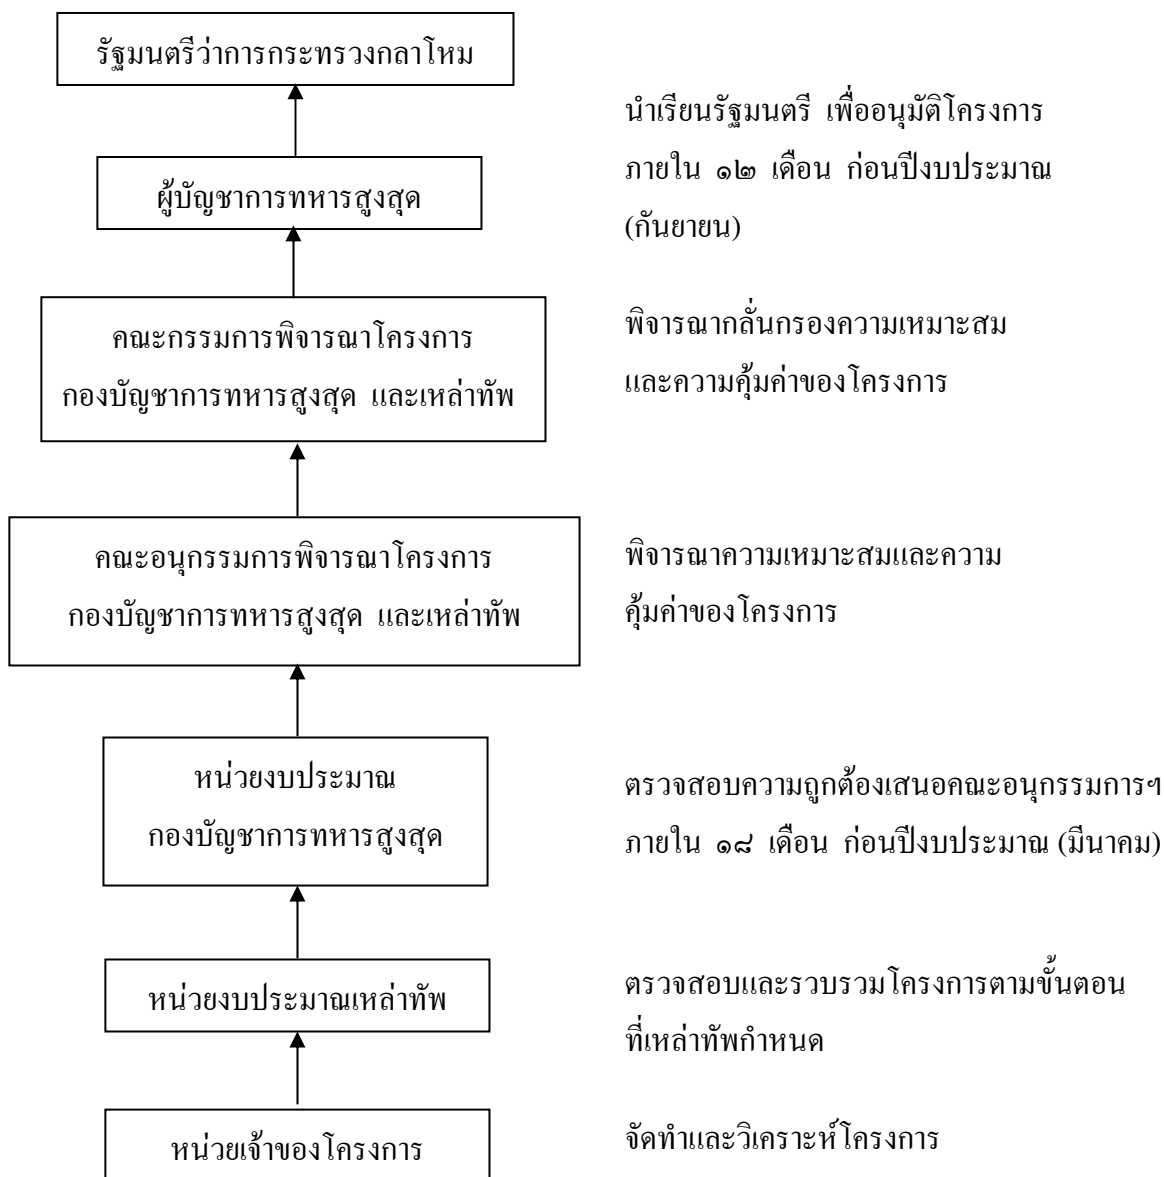 รัฐมนตรีว่าการกระทรวงกลาโหม
นำเรียนรัฐมนตรี เพื่ออนุมัติโครงการ
ภายใน ๑๒ เดือน ก่อนปีงบประมาณ
(กันยายน)
ผู้บัญชาการทหารสูงสุด
คณะกรรมการพิจารณาโครงการ
กองบัญชาการทหารสูงสุด และเหล่าทัพ
พิจารณากลั่นกรองความเหมาะสม
และความคุ้มค่าของโครงการ
คณะอนุกรรมการพิจารณาโครงการ
กองบัญชาการทหารสูงสุด และเหล่าทัพ
พิจารณาความเหมาะสมและความ
คุ้มค่าของโครงการ
หน่วยงบประมาณ
กองบัญชาการทหารสูงสุด
ตรวจสอบความถูกต้องเสนอคณะอนุกรรมการฯ
ภายใน ๑๘ เดือน ก่อนปีงบประมาณ (มีนาคม)
หน่วยงบประมาณเหล่าทัพ
ตรวจสอบและรวบรวมโครงการตามขั้นตอน
ที่เหล่าทัพกำหนด
หน่วยเจ้าของโครงการ
จัดทำและวิเคราะห์โครงการ